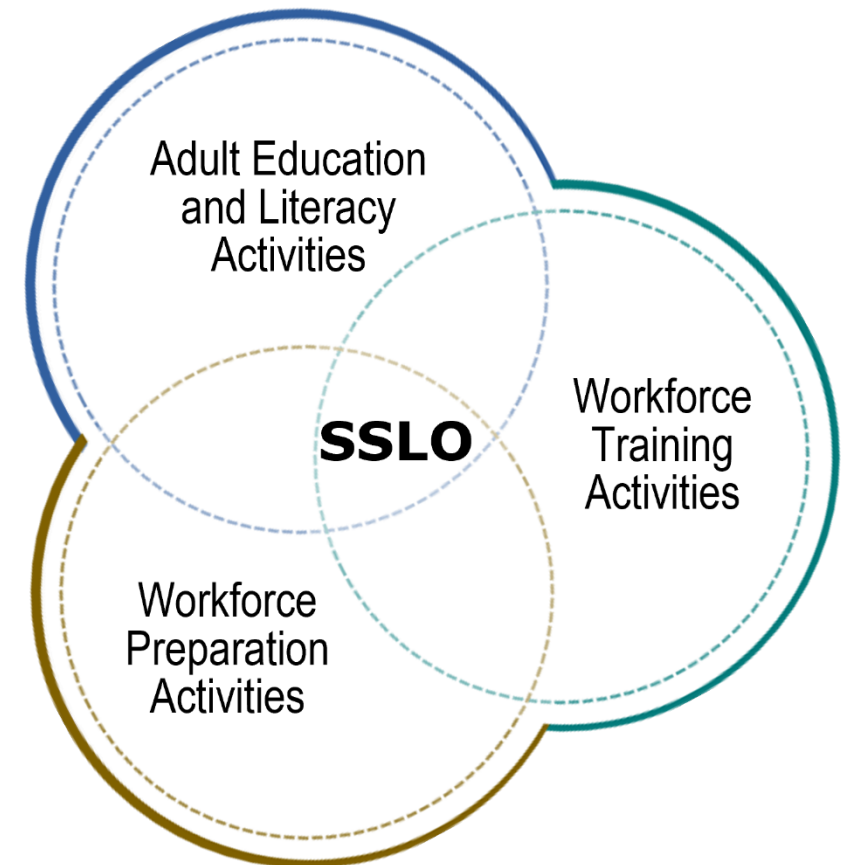 Adult Education
and Literacy
Activities
SSLO
Workforce
Training
Activities
Workforce
Preparation
Activities